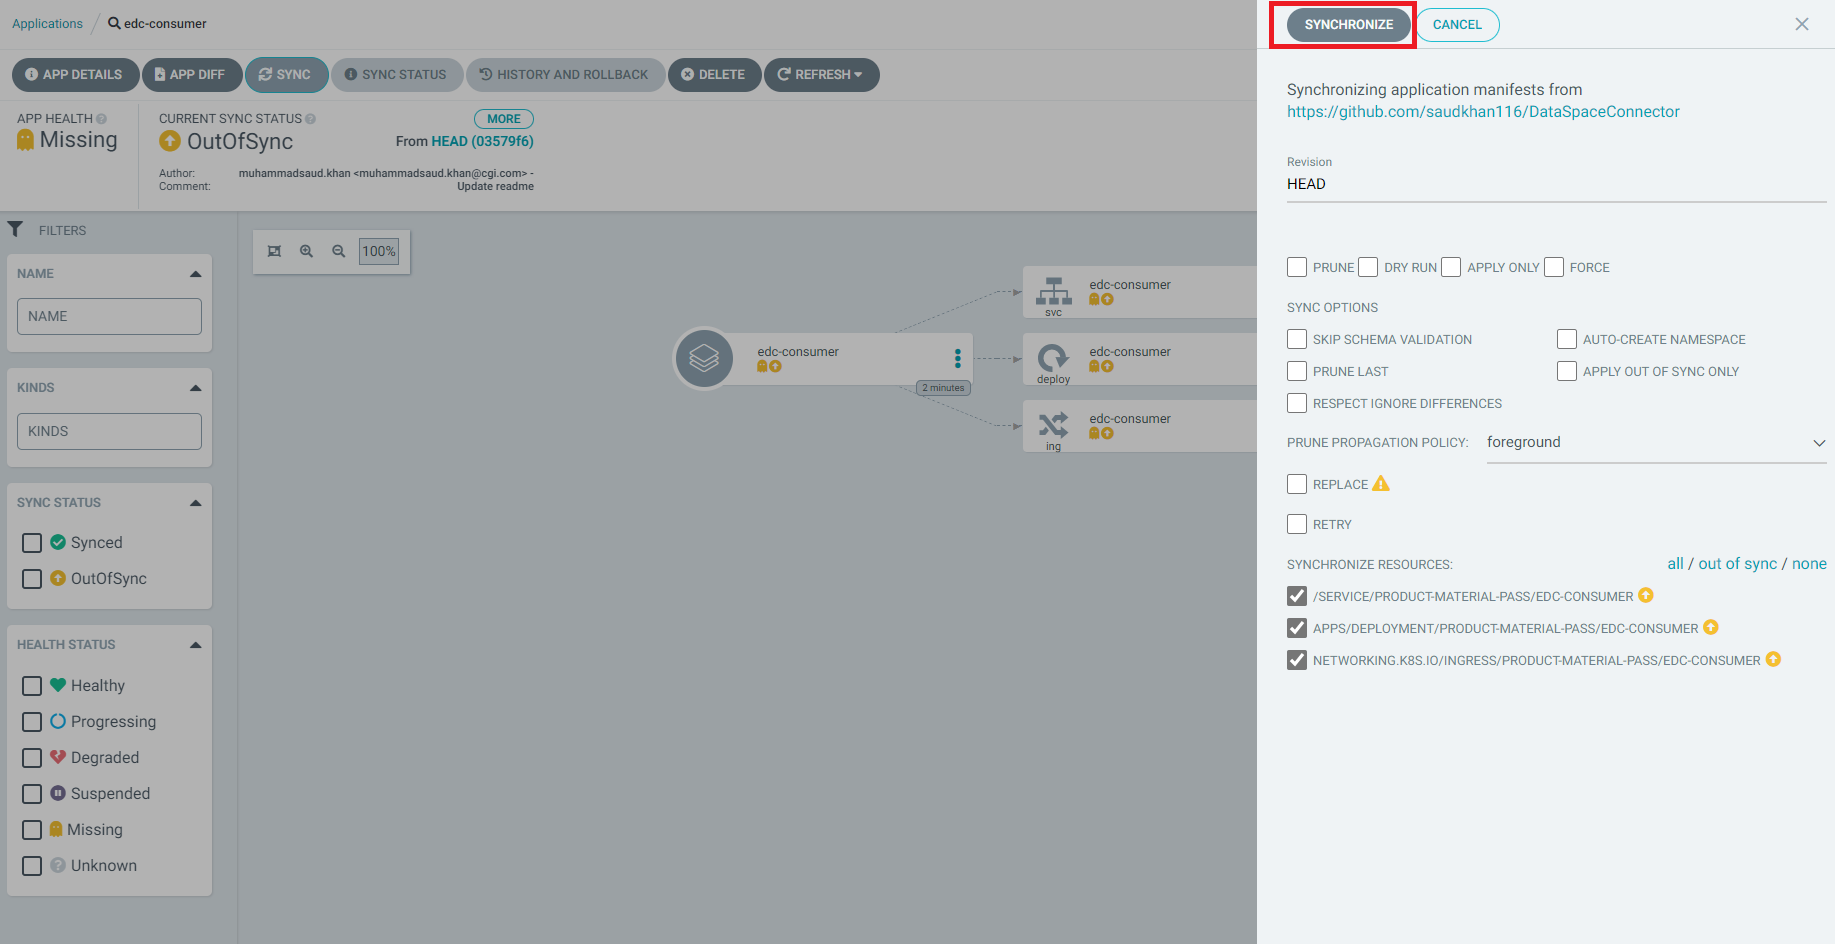 Applications / edc-consumer
APP DETAILS APP DIFF SYNC SYNC STATUS HISTORY AND ROLLBACK DELETE REFRESH
APP HEALTH
Missing
CURRENT SYNC STATUS
MORE
OutOfSync
From HEAD (03579f6)
Author: muhammadsaud.khan <muhammadsaud.khan@cgi.com> -
Comment: Update readme
FILTERS
NAME
NAME
KINDS
KINDS
SYNC STATUS
Synced
OutOfSync
HEALTH STATUS
Healthy
Progressing
Degraded
Suspended
Missing
Unknown
100%
edc-consumer
2 minutes
edc-consumer
svc
edc-consumer
deploy
edc-consumer
ing
SYNCHRONIZE CANCEL
Synchronizing application manifests from
https://github.com/saudkhan116/DataSpaceConnector
Revision
HEAD
PRUNE DRY RUN APPLY ONLY FORCE
SYNC OPTIONS
SKIP SCHEMA VALIDATION AUTO-CREATE NAMESPACE
PRUNE LAST APPLY OUT OF SYNC ONLY
RESPECT IGNORE DIFFERENCES
PRUNE PROPAGATION POLICY: foreground
REPLACE
RETRY
SYNCHRONIZE RESOURCES: all / out of sync / none
/SERVICE/PRODUCT-MATERIAL-PASS/EDC-CONSUMER
APPS/DEPLOYMENT/PRODUCT-MATERIAL-PASS/EDC-CONSUMER
NETWORKING.K8S.IO/INGRESS/PRODUCT-MATERIAL-PASS/EDC-CONSUMER